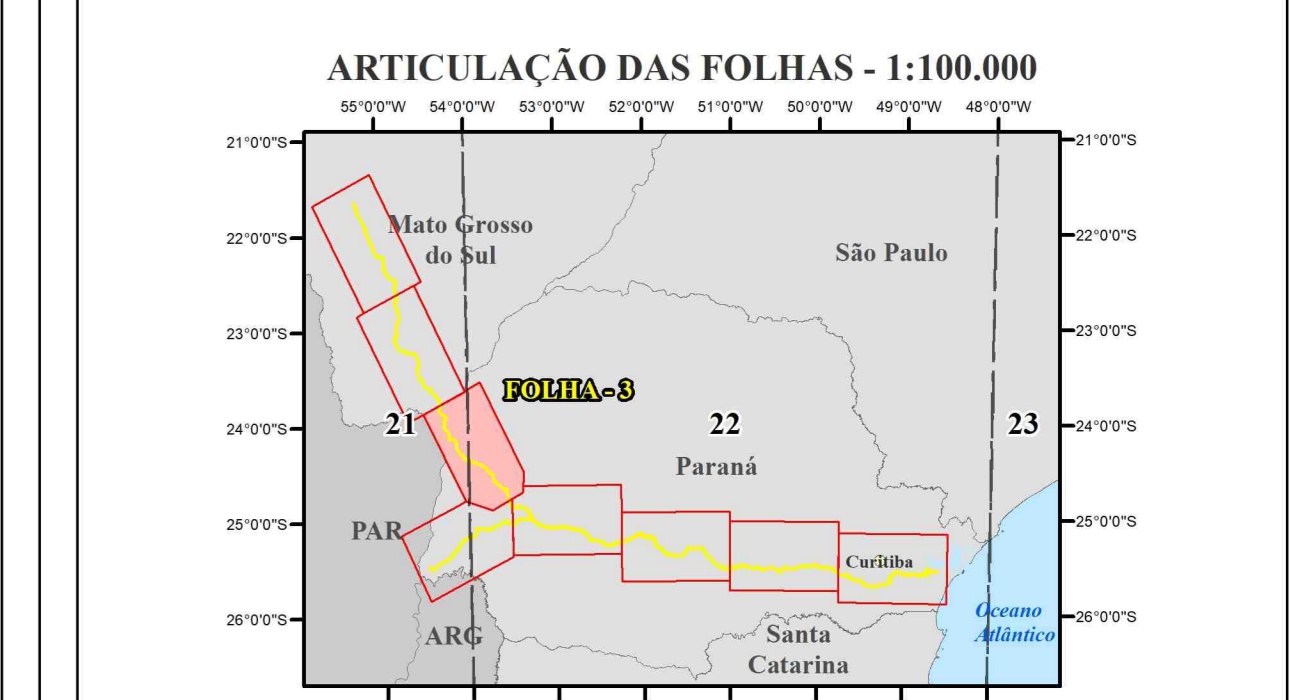 ARTICULAÇÃO DAS FOLHAS - 1:100.000
55°0'0"W 54°0'0"W 53°0'0"W 52°0'0"W 51°0'0"W 50°0'0"W 49°0'0"W 48°0'0"W
21°0'0"S 21°0'0"S
Mato Grosso
do Sul
22°0'0"S 22°0'0"S
São Paulo
23°0'0"S 23°0'0"S
FOLHA - 3
21 22 23
24°0'0"S 24°0'0"S
Paraná
25°0'0"S 25°0'0"S
PAR
Curitiba
26°0'0"S 26°0'0"S
Oceano
Atlântico
ARG
Santa
Catarina